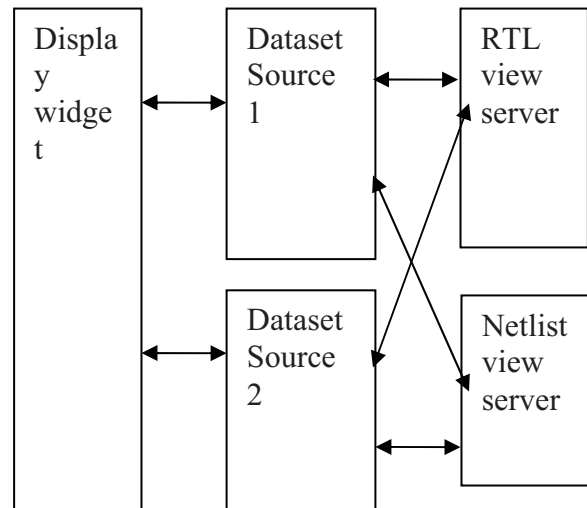 Displa
y
widge
t
Dataset
Source
1
RTL
view
server
Dataset
Source
2
Netlist
view
server